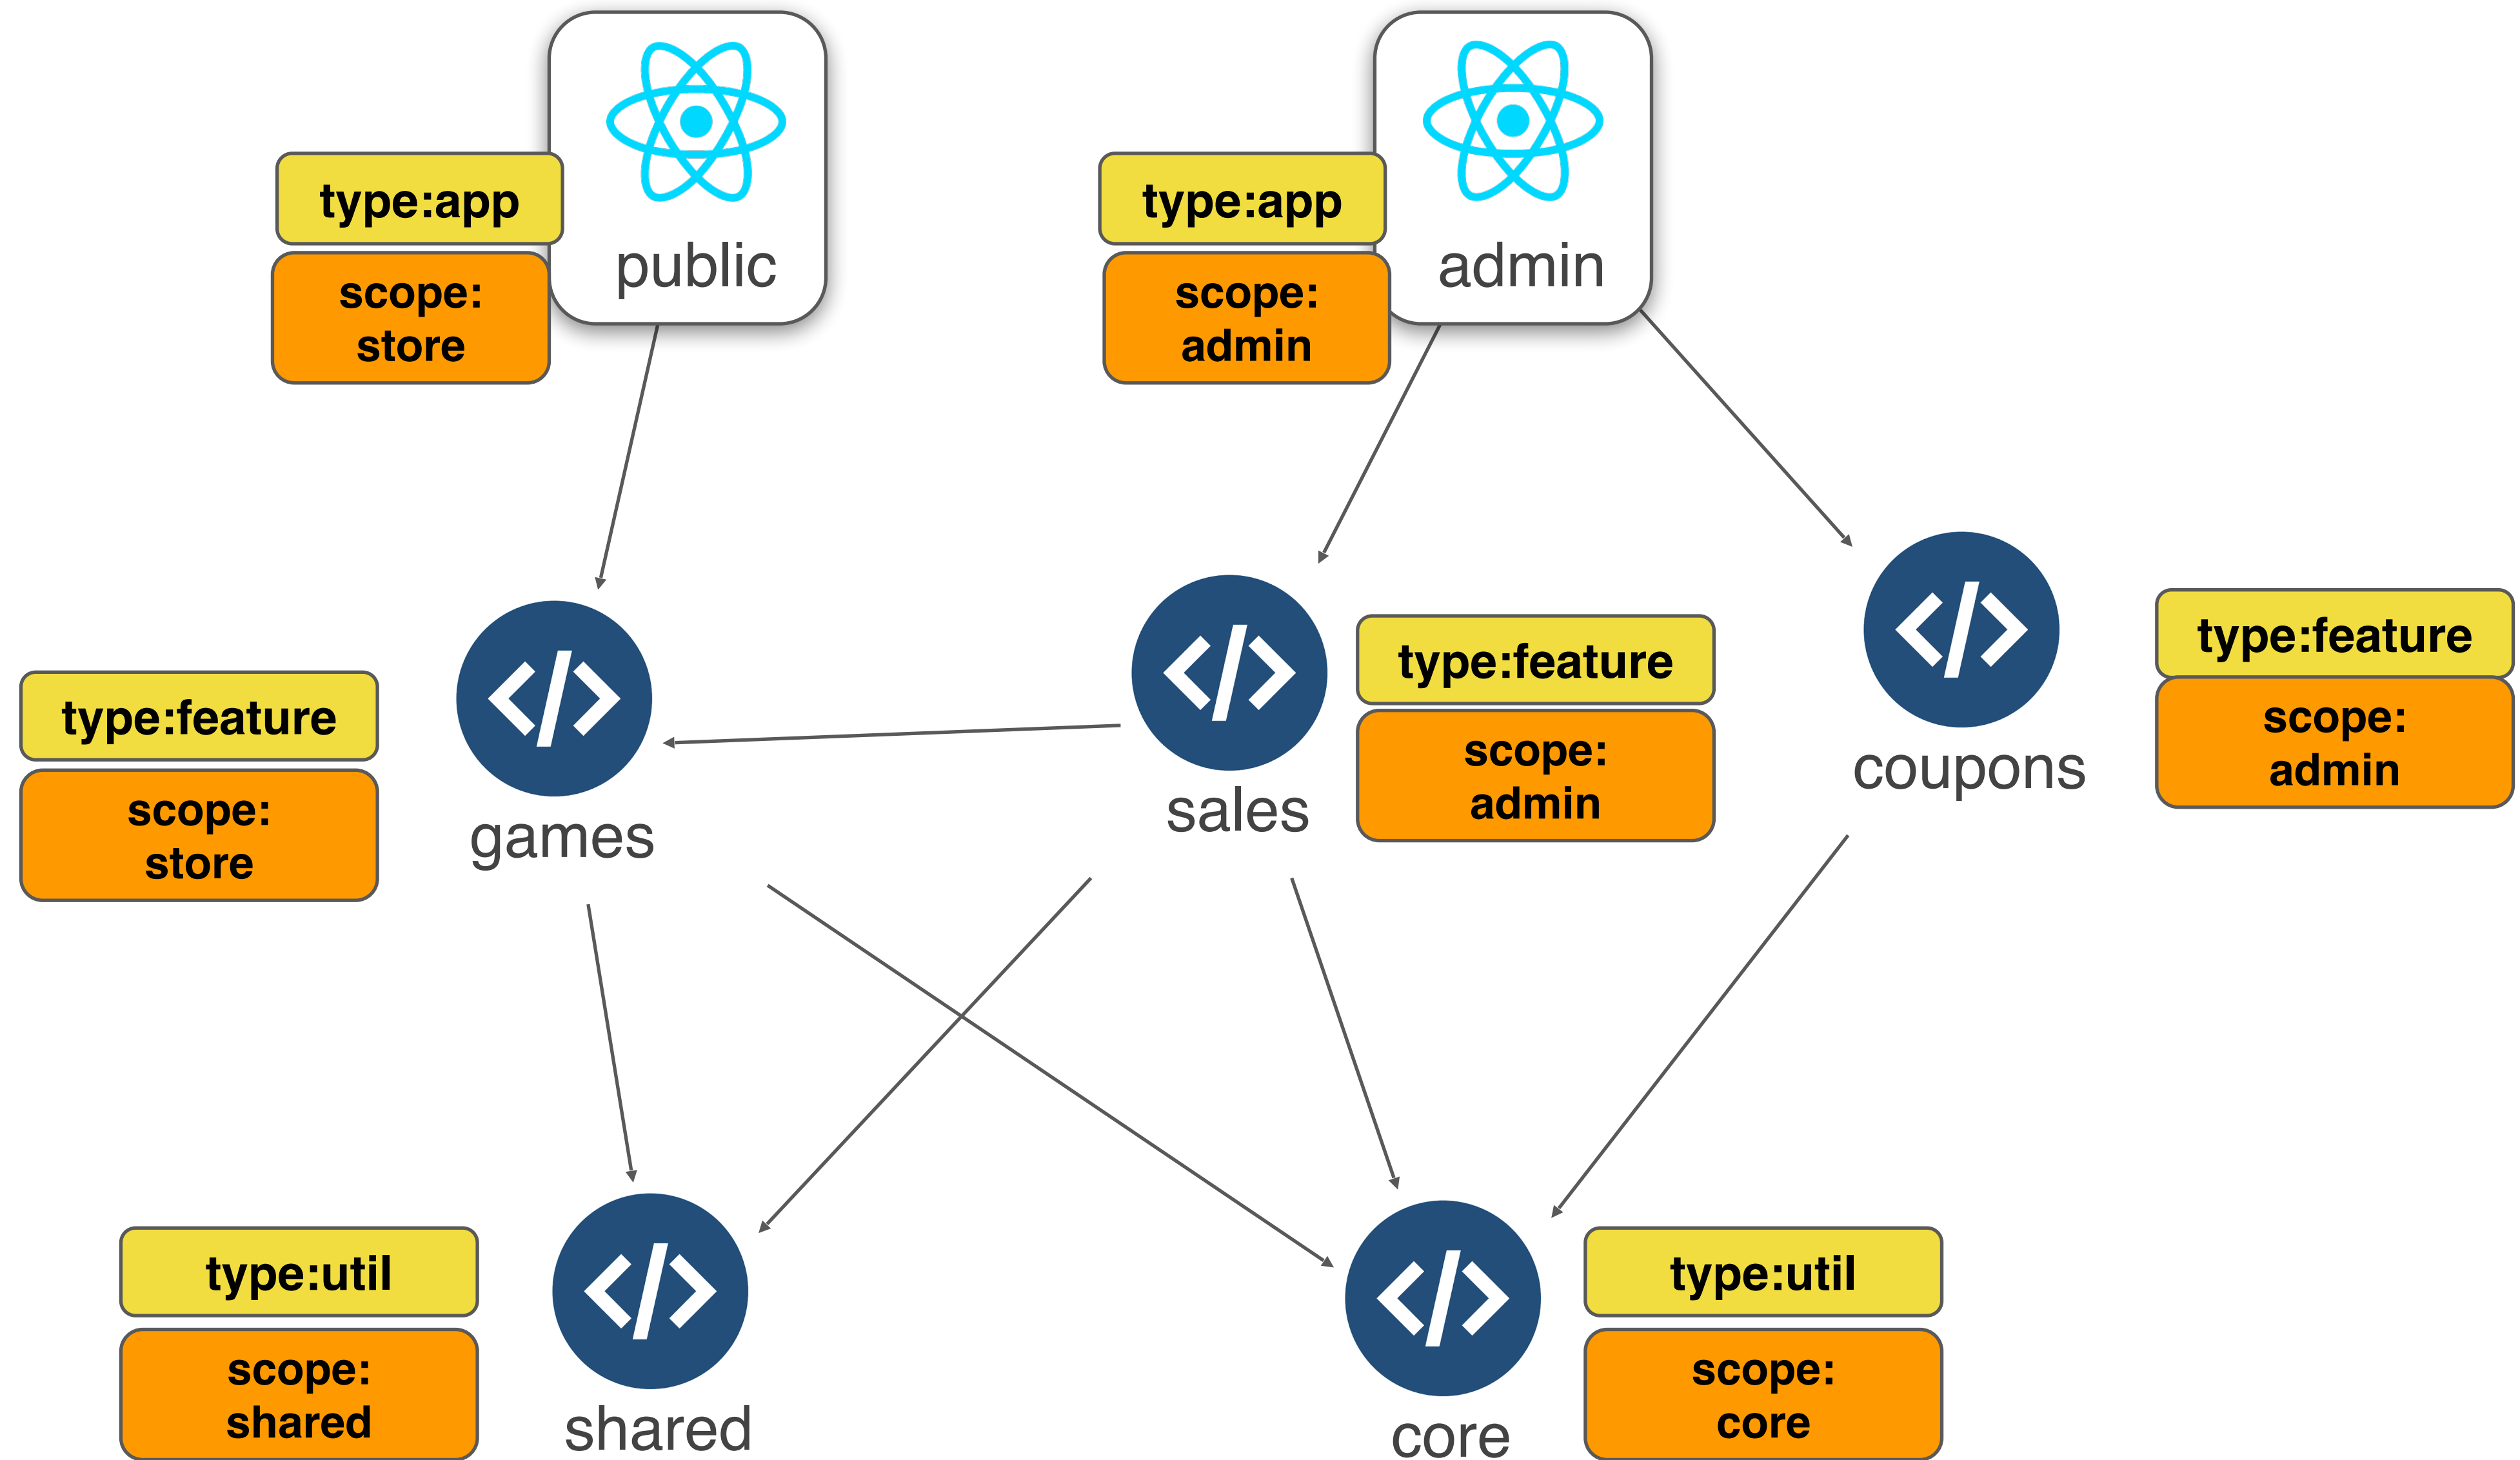 type:app
scope:
store
public
type:app
scope:
admin
admin
type:feature
scope:
store
games
sales
type:feature
scope:
admin
coupons
type:feature
scope:
admin
type:util
scope:
shared
shared
core
type:util
scope:
core